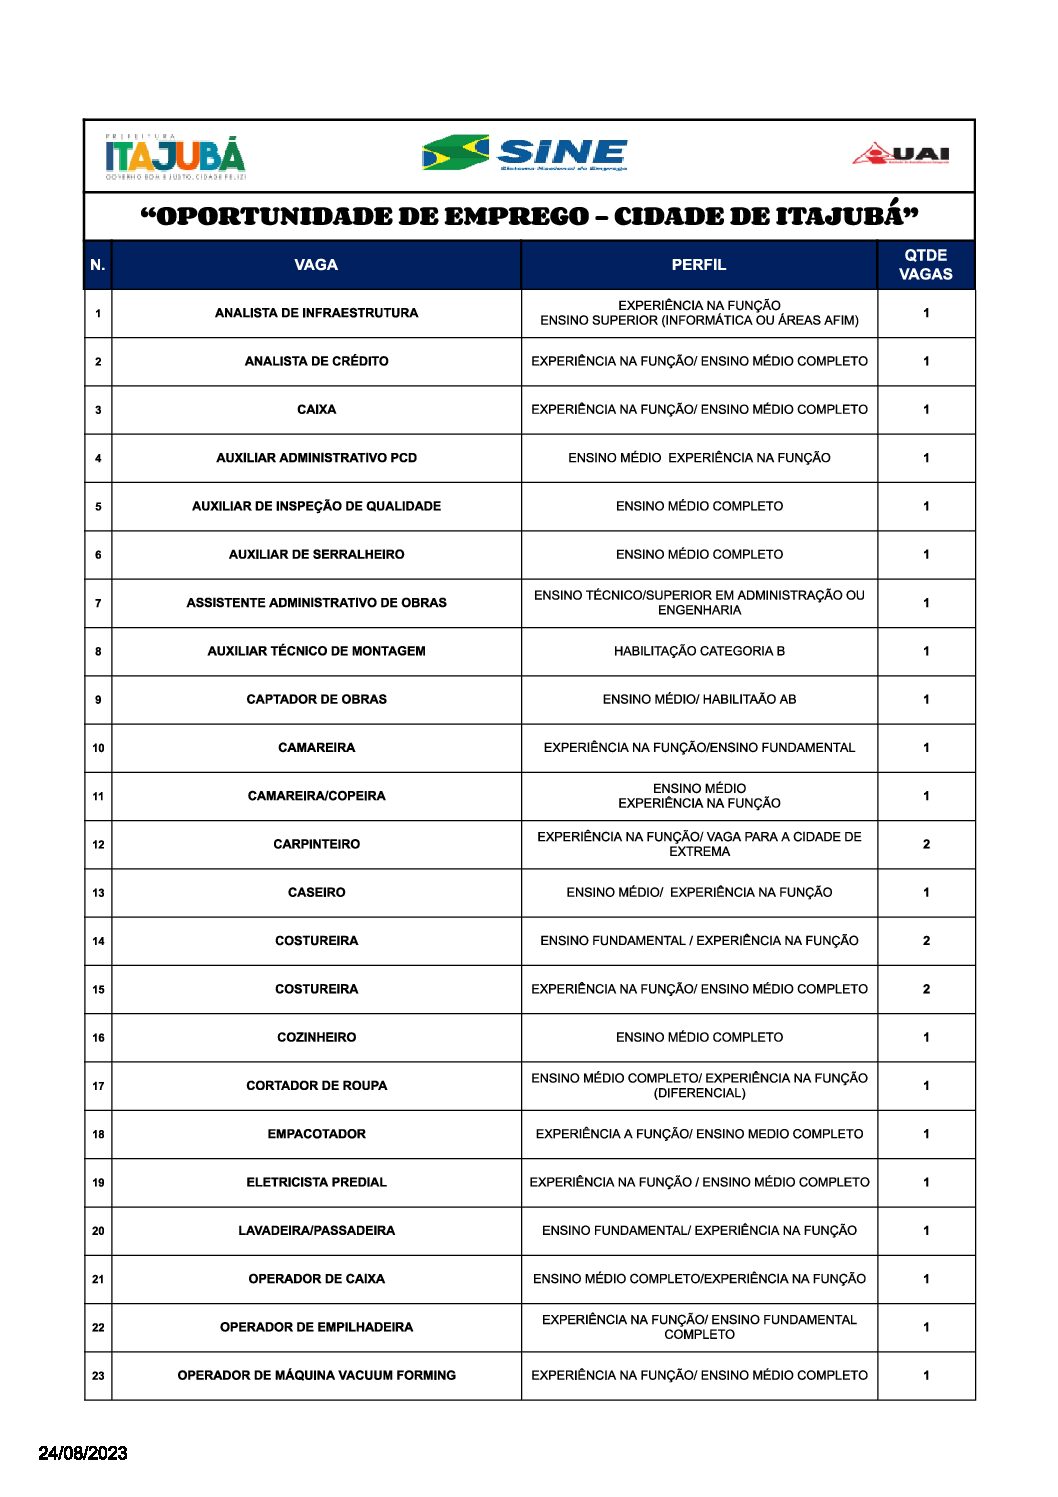 PREFEITURA
ITAJUBÁ
GOVERNO BOM E JUSTO, CIDADE FELIZ!
SINE
Sistema Nacional de Emprego
UAI
“OPORTUNIDADE DE EMPREGO – CIDADE DE ITAJUBÁ”
N. VAGA PERFIL QTDE VAGAS
1 ANALISTA DE INFRAESTRUTURA EXPERIÊNCIA NA FUNÇÃO
ENSINO SUPERIOR (INFORMÁTICA OU ÁREAS AFIM) 1
2 ANALISTA DE CRÉDITO EXPERIÊNCIA NA FUNÇÃO/ ENSINO MÉDIO COMPLETO 1
3 CAIXA EXPERIÊNCIA NA FUNÇÃO/ ENSINO MÉDIO COMPLETO 1
4 AUXILIAR ADMINISTRATIVO PCD ENSINO MÉDIO  EXPERIÊNCIA NA FUNÇÃO 1
5 AUXILIAR DE INSPEÇÃO DE QUALIDADE ENSINO MÉDIO COMPLETO 1
6 AUXILIAR DE SERRALHEIRO ENSINO MÉDIO COMPLETO 1
7 ASSISTENTE ADMINISTRATIVO DE OBRAS ENSINO TÉCNICO/SUPERIOR EM ADMINISTRAÇÃO OU
ENGENHARIA 1
8 AUXILIAR TÉCNICO DE MONTAGEM HABILITAÇÃO CATEGORIA B 1
9 CAPTADOR DE OBRAS ENSINO MÉDIO/ HABILITAÃO AB 1
10 CAMAREIRA EXPERIÊNCIA NA FUNÇÃO/ENSINO FUNDAMENTAL 1
11 CAMAREIRA/COPEIRA ENSINO MÉDIO
EXPERIÊNCIA NA FUNÇÃO 1
12 CARPINTEIRO EXPERIÊNCIA NA FUNÇÃO/ VAGA PARA A CIDADE DE
EXTREMA 2
13 CASEIRO ENSINO MÉDIO/  EXPERIÊNCIA NA FUNÇÃO 1
14 COSTUREIRA ENSINO FUNDAMENTAL / EXPERIÊNCIA NA FUNÇÃO 2
15 COSTUREIRA EXPERIÊNCIA NA FUNÇÃO/ ENSINO MÉDIO COMPLETO 2
16 COZINHEIRO ENSINO MÉDIO COMPLETO 1
17 CORTADOR DE ROUPA ENSINO MÉDIO COMPLETO/ EXPERIÊNCIA NA FUNÇÃO
(DIFERENCIAL) 1
18 EMPACOTADOR EXPERIÊNCIA A FUNÇÃO/ ENSINO MEDIO COMPLETO 1
19 ELETRICISTA PREDIAL EXPERIÊNCIA NA FUNÇÃO / ENSINO MÉDIO COMPLETO 1
20 LAVADEIRA/PASSADEIRA ENSINO FUNDAMENTAL/ EXPERIÊNCIA NA FUNÇÃO 1
21 OPERADOR DE CAIXA ENSINO MÉDIO COMPLETO/EXPERIÊNCIA NA FUNÇÃO 1
22 OPERADOR DE EMPILHADEIRA EXPERIÊNCIA NA FUNÇÃO/ ENSINO FUNDAMENTAL
COMPLETO 1
23 OPERADOR DE MÁQUINA VACUUM FORMING EXPERIÊNCIA NA FUNÇÃO/ ENSINO MÉDIO COMPLETO 1
24/08/2023